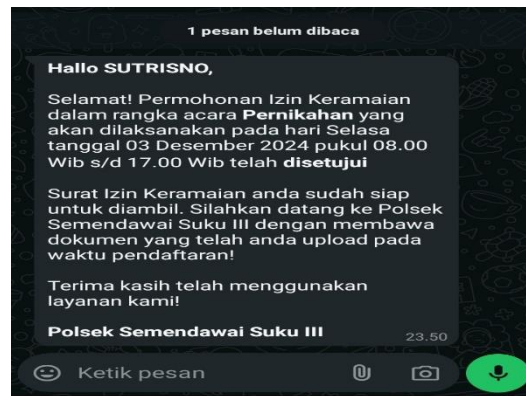 1 pesan belum dibaca
Hallo SUTRISNO,
Selamat! Permohonan Izin Keramaian
dalam rangka acara Pernikahan yang
akan dilaksanakan pada hari Selasa
tanggal 03 Desember 2024 pukul 08.00
Wib s/d 17.00 Wib telah disetujui
Surat Izin Keramaian anda sudah siap
untuk diambil. Silahkan datang ke Polsek
Semendawai Suku III dengan membawa
dokumen yang telah anda upload pada
waktu pendaftaran!
Terima kasih telah menggunakan
layanan kami!
Polsek Semendawai Suku III
23.50
Ketik pesan